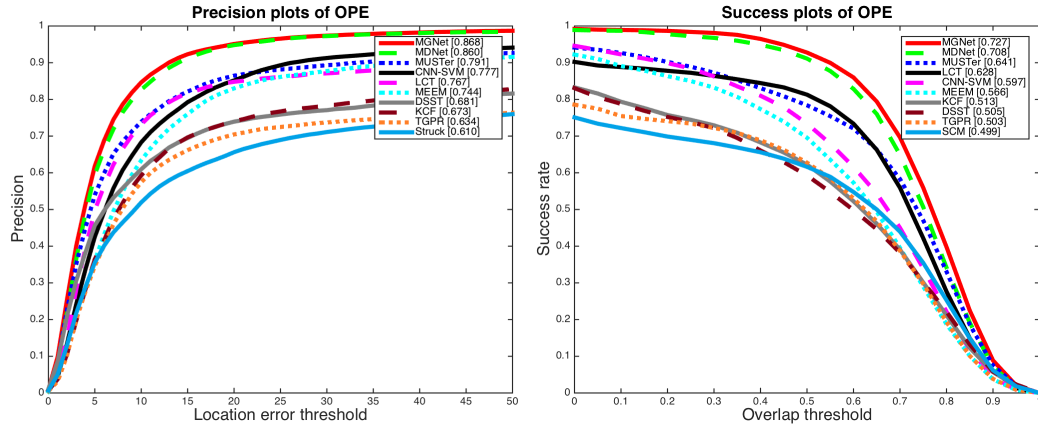 Precision plots of OPE
Precision
1
0.9
0.8
0.7
0.6
0.5
0.4
0.3
0.2
0.1
0
MGNet [0.868]
MDNet [0.860]
MUSTer [0.791]
CNN-SVM [0.777]
LCT [0.767]
MEEM [0.744]
DSST [0.681]
KCF [0.673]
TGPR [0.634]
Struck [0.610]
0 5 10 15 20 25 30 35 40 45 50
Location error threshold
Success plots of OPE
Success rate
1
0.9
0.8
0.7
0.6
0.5
0.4
0.3
0.2
0.1
0
MGNet [0.727]
MDNet [0.708]
MUSTer [0.641]
LCT [0.628]
CNN-SVM [0.597]
MEEM [0.566]
KCF [0.513]
DSST [0.505]
TGPR [0.503]
SCM [0.499]
0 0.1 0.2 0.3 0.4 0.5 0.6 0.7 0.8 0.9
Overlap threshold